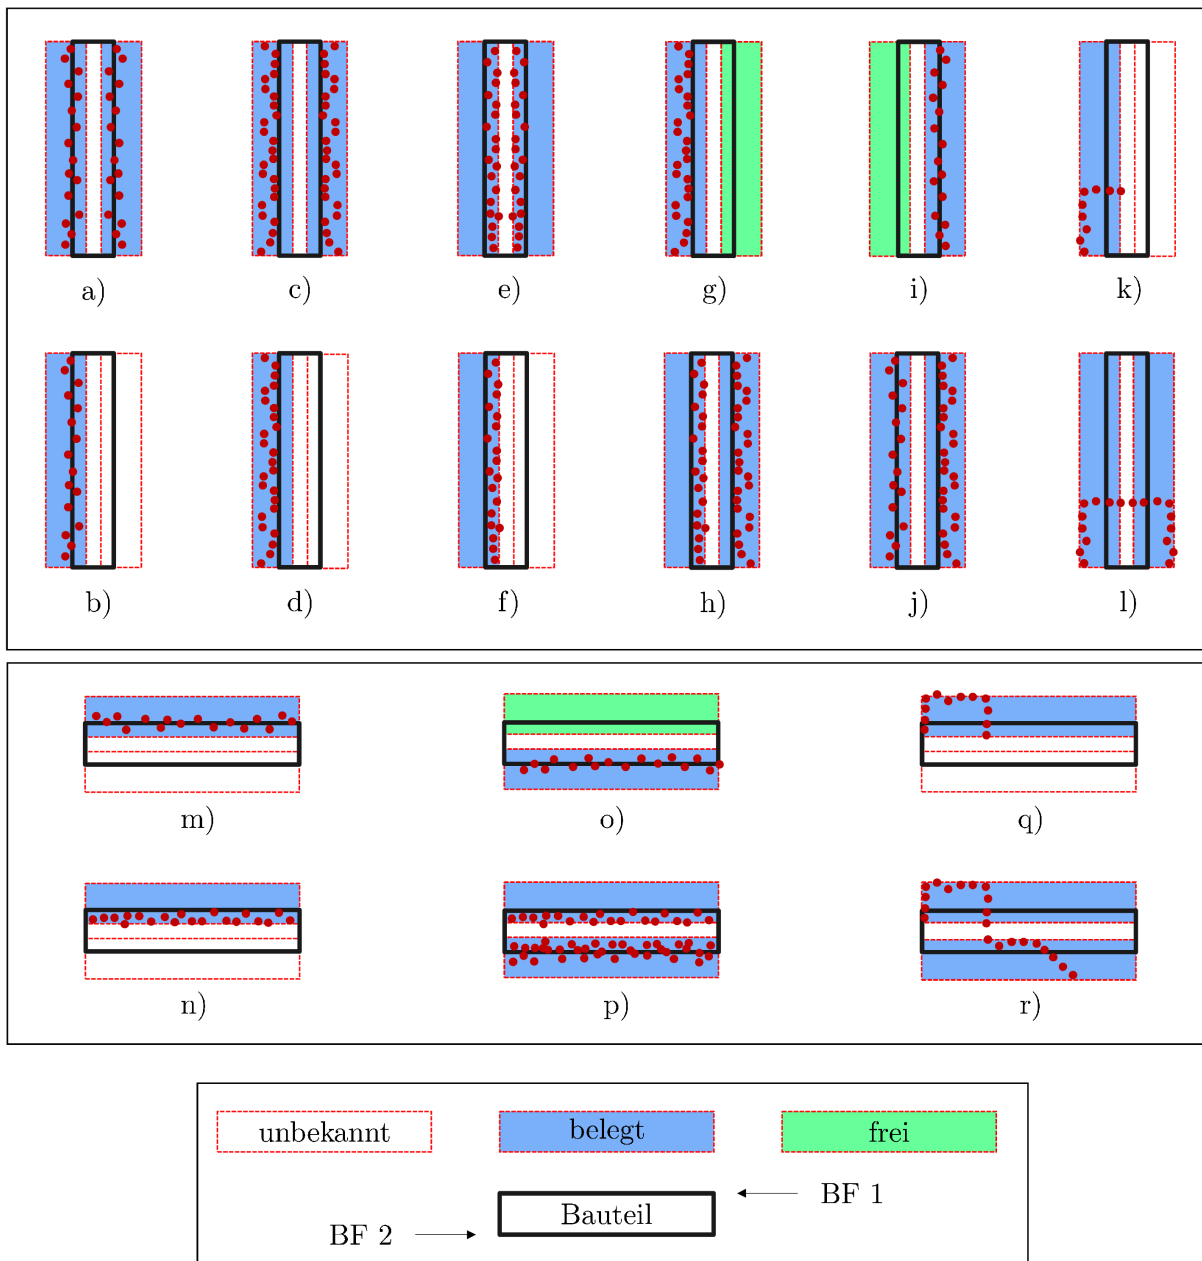 a) c) e) g) i) k)
b) d) f) h) j) l)
m) o) q)
n) p) r)
unbekannt belegt frei
BF 1
Bauteil
BF 2